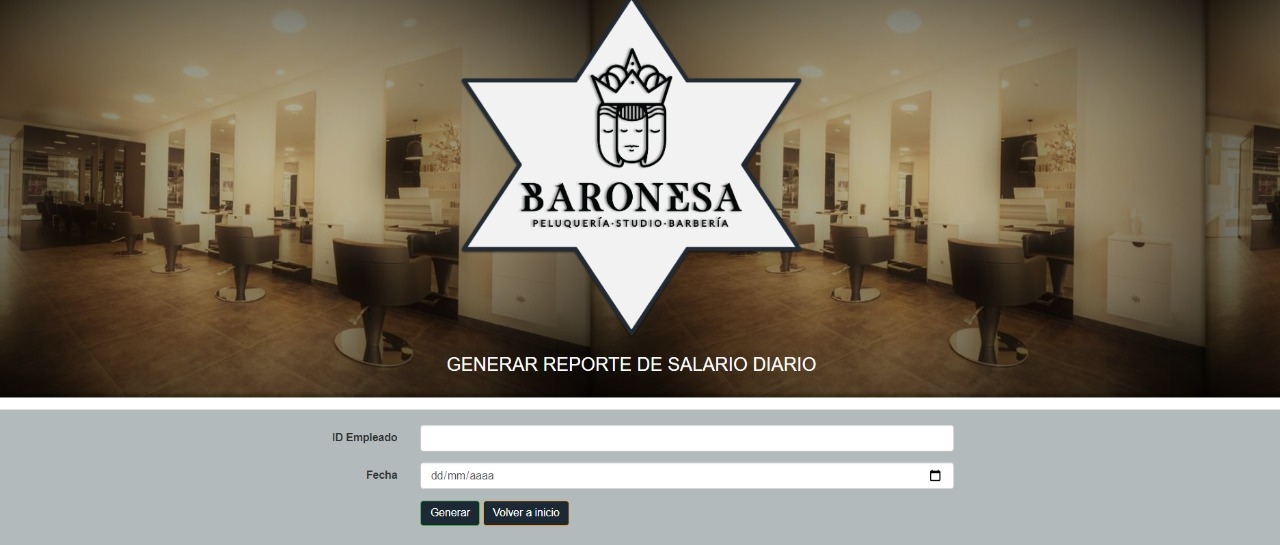 BARONESA
PELUQUERÍA·STUDIO·BARBERÍA
GENERAR REPORTE DE SALARIO DIARIO
ID Empleado
Fecha dd/mm/aaaa
Generar Volver a inicio